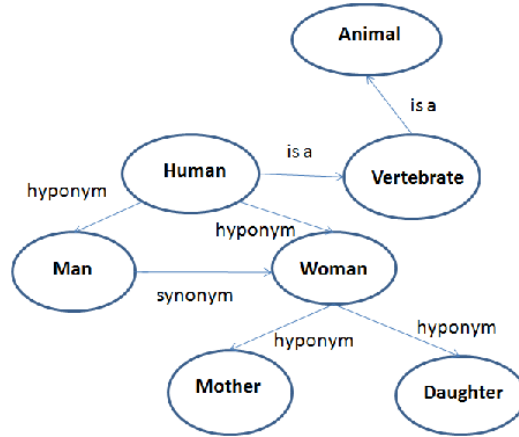 Animal
is a
Human
is a
Vertebrate
hyponym
hyponym
Man
Woman
synonym
hyponym
hyponym
Mother
Daughter